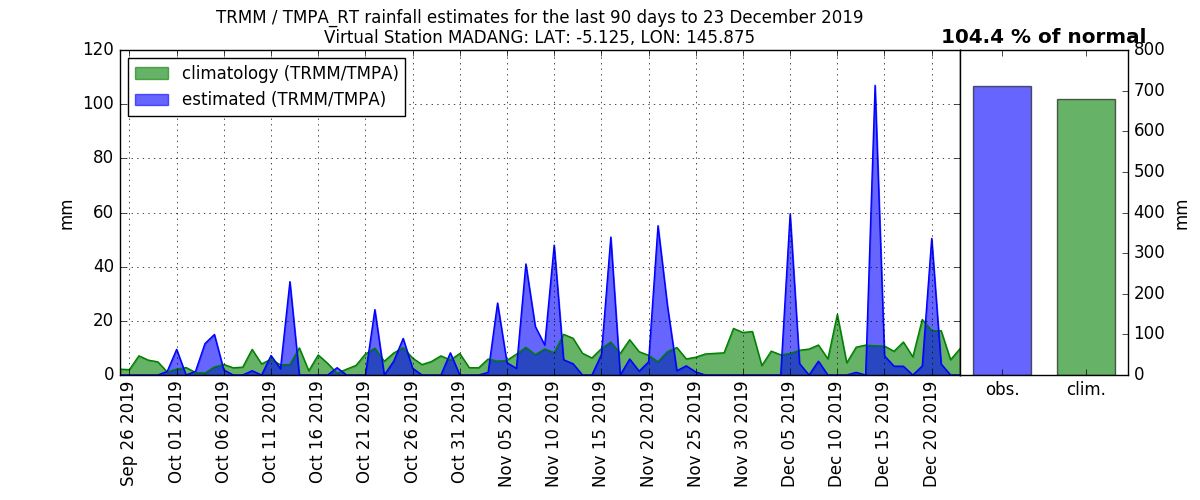 TRMM / TMPA_RT rainfall estimates for the last 90 days to 23 December 2019
Virtual Station MADANG: LAT: -5.125, LON: 145.875
104.4 % of normal
climatology (TRMM/TMPA)
estimated (TRMM/TMPA)
mm
120
100
80
60
40
20
0
Sep 26 2019
Oct 01 2019
Oct 06 2019
Oct 11 2019
Oct 16 2019
Oct 21 2019
Oct 26 2019
Oct 31 2019
Nov 05 2019
Nov 10 2019
Nov 15 2019
Nov 20 2019
Nov 25 2019
Nov 30 2019
Dec 05 2019
Dec 10 2019
Dec 15 2019
Dec 20 2019
obs.
clim.
800
700
600
500
400
300
200
100
0
mm